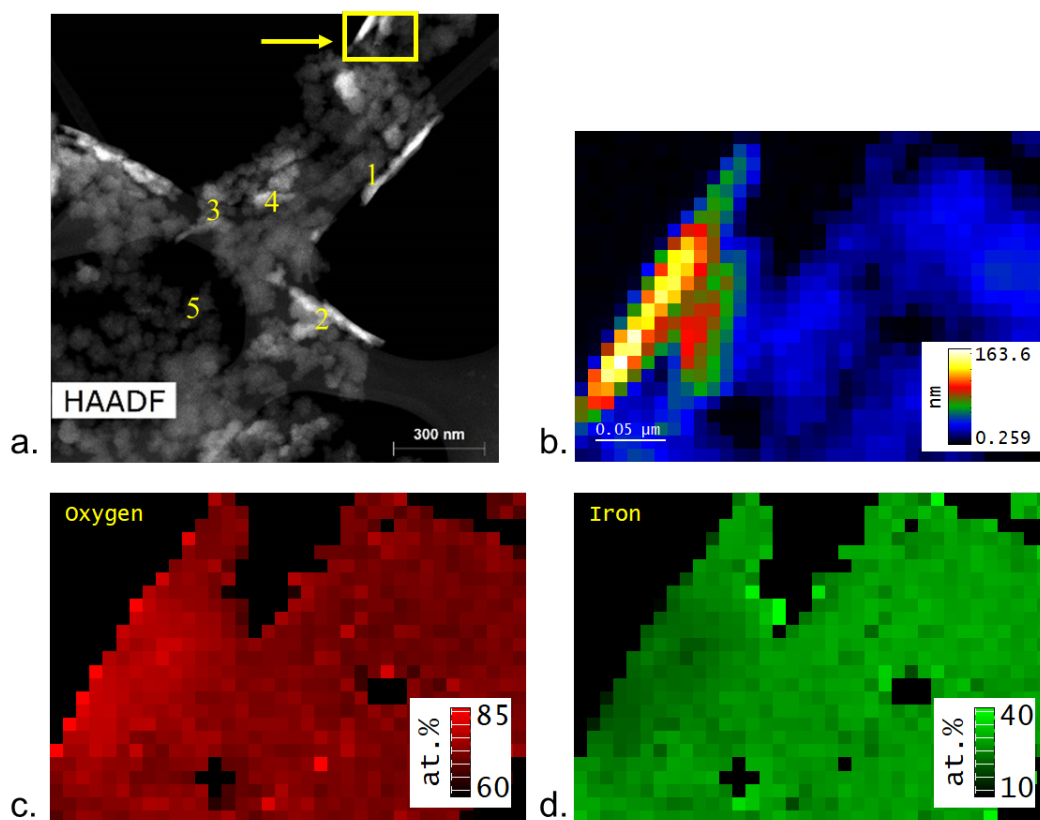 1
3
4
5
2
HAADF
300 nm
a.
163.6
nm
0.259
0.05 µm
b.
Oxygen
85
at.%
60
c.
Iron
40
at.%
10
d.